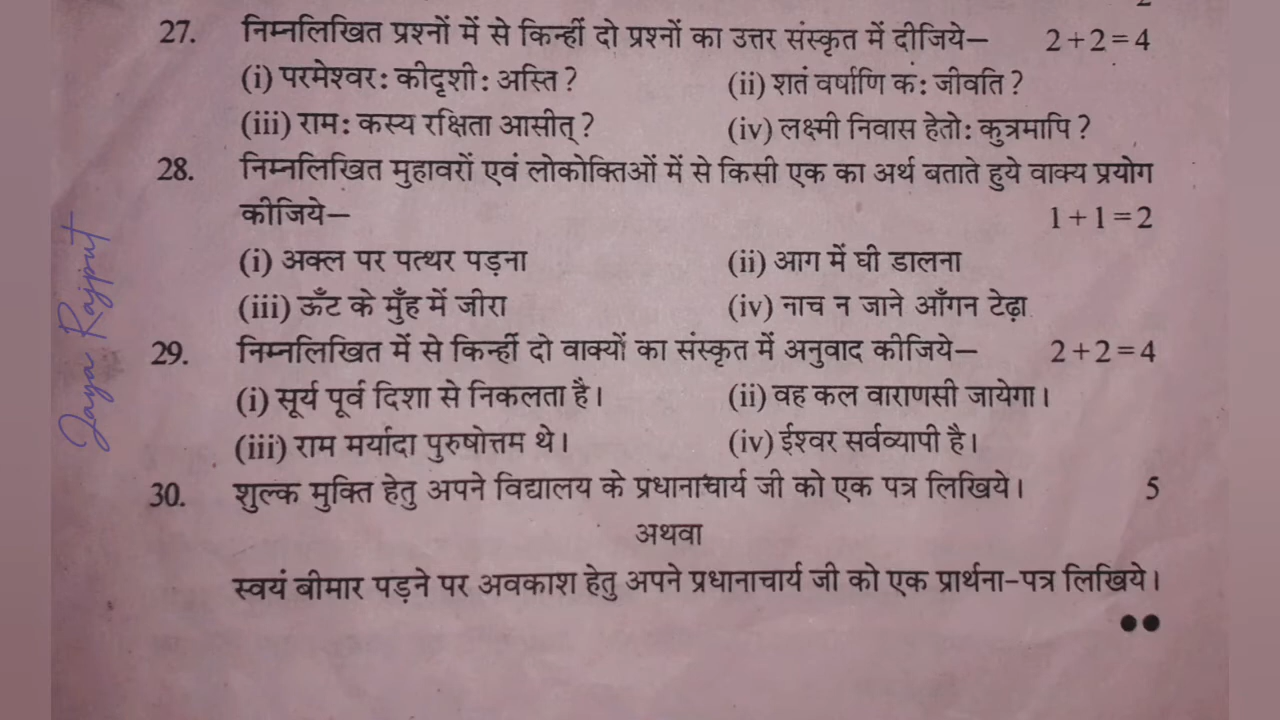 27. निम्नलिखित प्रश्नों में से किन्हीं दो प्रश्नों का उत्तर संस्कृत में दीजिये– 2+2=4
(i) परमेश्वर: कीदृशी: अस्ति ? (ii) शतं वर्षाणि क: जीवति ?
(iii) राम: कस्य रक्षिता आसीत् ? (iv) लक्ष्मी निवास हेतो: कुत्रमापि ?
28. निम्नलिखित मुहावरों एवं लोकोक्तिओं में से किसी एक का अर्थ बताते हुये वाक्य प्रयोग
कीजिये– 1+1=2
(i) अक्ल पर पत्थर पड़ना (ii) आग में घी डालना
(iii) ऊँट के मुँह में जीरा (iv) नाच न जाने आँगन टेढ़ा
29. निम्नलिखित में से किन्हीं दो वाक्यों का संस्कृत में अनुवाद कीजिये– 2+2=4
(i) सूर्य पूर्व दिशा से निकलता है। (ii) वह कल वाराणसी जायेगा।
(iii) राम मर्यादा पुरुषोत्तम थे। (iv) ईश्वर सर्वव्यापी है।
30. शुल्क मुक्ति हेतु अपने विद्यालय के प्रधानाचार्य जी को एक पत्र लिखिये। 5
अथवा
स्वयं बीमार पड़ने पर अवकाश हेतु अपने प्रधानाचार्य जी को एक प्रार्थना-पत्र लिखिये।
Jaya Rajput